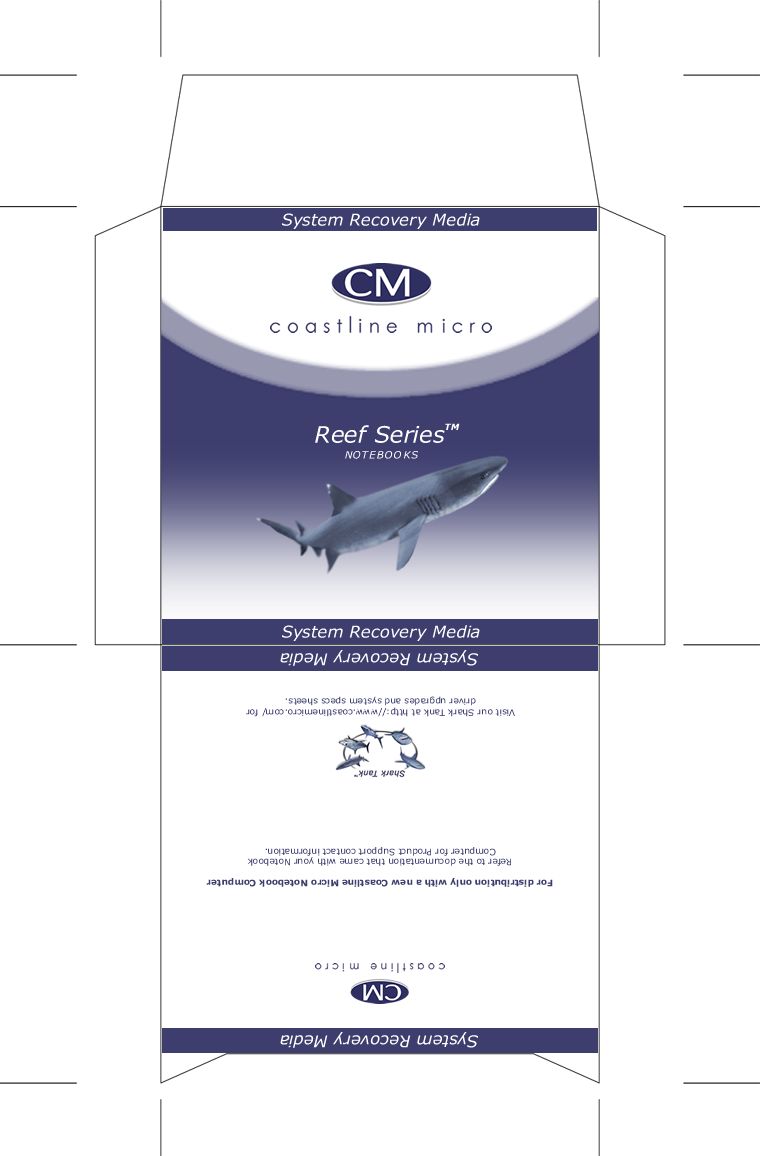 System Recovery Media
CM
coastline micro
Reef Series™
NOTEBOOKS
System Recovery Media
System Recovery Media
CM
coastline micro
For distribution only with a new Coastline Micro Notebook Computer
Refer to the documentation that came with your Notebook
Computer for Product Support contact information.
Shark Tank™
Visit our Shark Tank at http://www.coastlinemicro.com/ for
driver upgrades and system specs sheets.
System Recovery Media